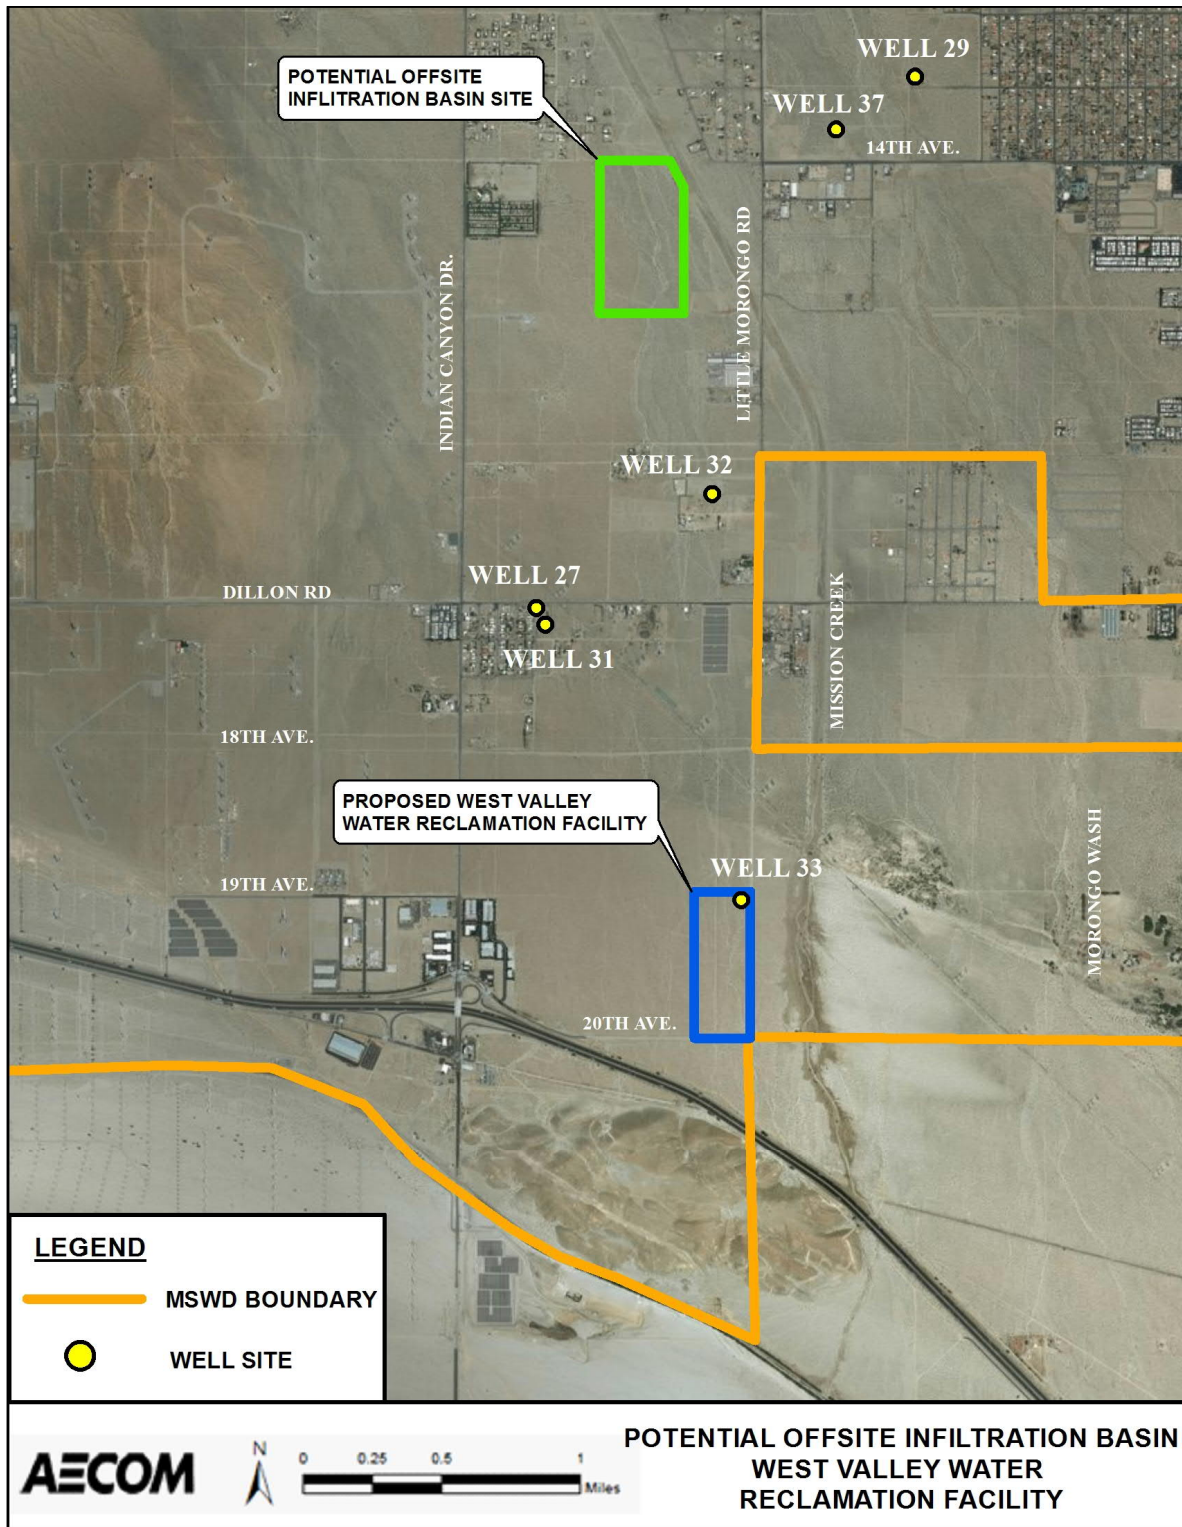 WELL 29
POTENTIAL OFFSITE
INFLITRATION BASIN SITE
WELL 37
14TH AVE.
LITTLE MORONGO RD
INDIAN CANYON DR.
WELL 32
WELL 27
DILLON RD
MISSION CREEK
WELL 31
18TH AVE.
PROPOSED WEST VALLEY
WATER RECLAMATION FACILITY
MORONGO WASH
WELL 33
19TH AVE.
20TH AVE.
LEGEND
MSWD BOUNDARY
WELL SITE
AECOM
N
0 0.25 0.5 1
Miles
POTENTIAL OFFSITE INFILTRATION BASIN
WEST VALLEY WATER
RECLAMATION FACILITY